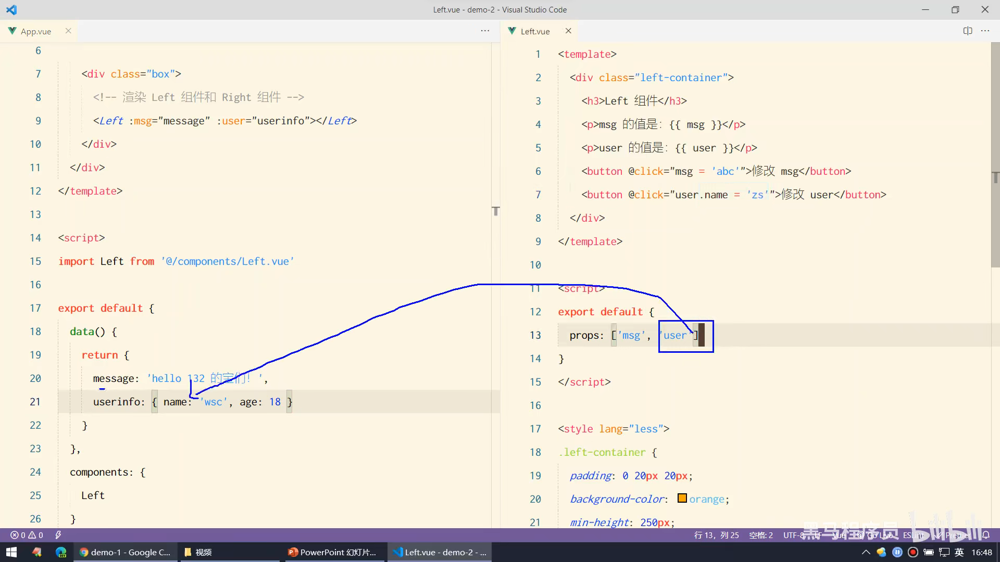 Left.vue - demo-2 - Visual Studio Code
App.vue
Left.vue
6
7 <div class="box">
8 <!-- 渲染 Left 组件和 Right 组件 -->
9 <Left :msg="message" :user="userinfo"></Left>
10 </div>
11 </div>
12 </template>
13
14 <script>
15 import Left from '@/components/Left.vue'
16
17 export default {
18 data() {
19 return {
20 message: 'hello 132 的宝们! ',
21 userinfo: { name: 'wsc', age: 18 }
22 }
23 },
24 components: {
25 Left
26 }
1 <template>
2 <div class="left-container">
3 <h3>Left 组件</h3>
4 <p>msg 的值是: {{ msg }}</p>
5 <p>user 的值是: {{ user }}</p>
6 <button @click="msg = 'abc'">修改 msg</button>
7 <button @click="user.name = 'zs'">修改 user</button>
8 </div>
9 </template>
10
11 <script>
12 export default {
13 props: ['msg', 'user']
14 }
15 </script>
16
17 <style lang="less">
18 .left-container {
19 padding: 0 20px 20px;
20 background-color: orange;
21 min-height: 250px;
黑马程序员 bilibili
0 0
行 13，列 25 空格: 2 UTF-8 LF Vue Go Live ESLint Prettier
demo-1 - Google C... 视频 PowerPoint 幻灯片... Left.vue - demo-2 - ... 英 16:48